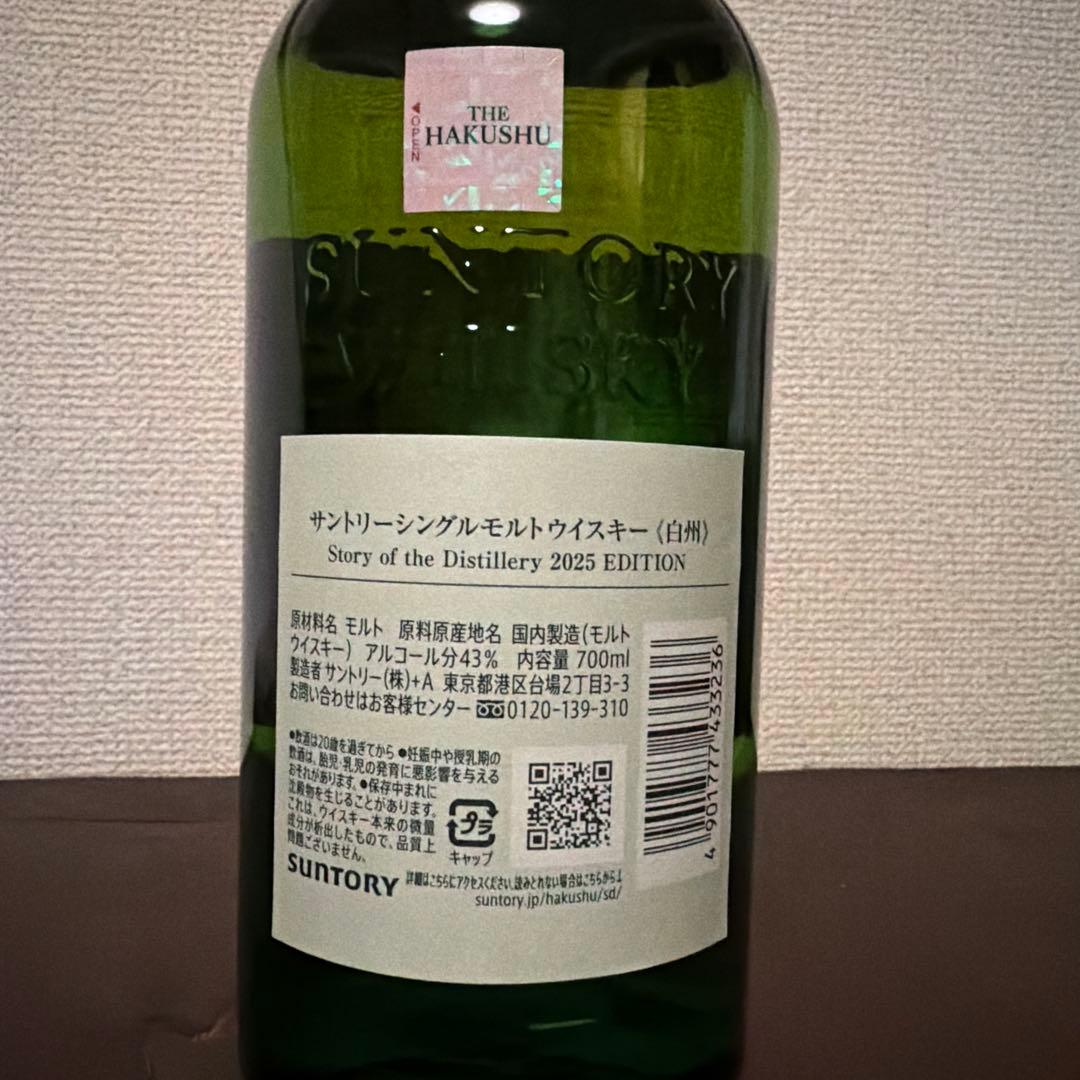 THE
HAKUSHU
◀OPEN
SUNTORY
WHISKY
サントリーシングルモルトウイスキー《白州》
Story of the Distillery 2025 EDITION
原材料名 モルト 原料原産地名 国内製造(モルト
ウイスキー) アルコール分43% 内容量 700ml
製造者 サントリー(株)+A 東京都港区台場2丁目3-3
お問い合わせはお客様センター 0120-139-310
●飲酒は20歳を過ぎてから ●妊娠中や授乳期の
飲酒は、胎児・乳児の発育に悪影響を与える
おそれがあります。●保存中まれに
沈殿物を生じることがあります。
これは、ウイスキー本来の微量
成分が析出したもので、品質上
問題ございません。
プラ
キャップ
SUNTORY
詳細はこちらにアクセスください。読みとれない場合はこちらから↓
suntory.jp/hakushu/sd/
4 901777 433236